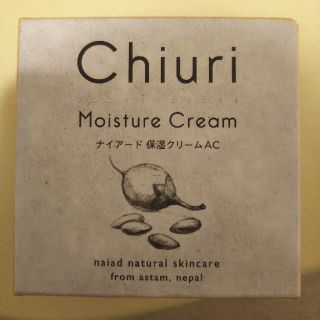 Chiuri
Moisture Cream
ナイアード 保湿クリームAC
naiad natural skincare
from astam, nepal